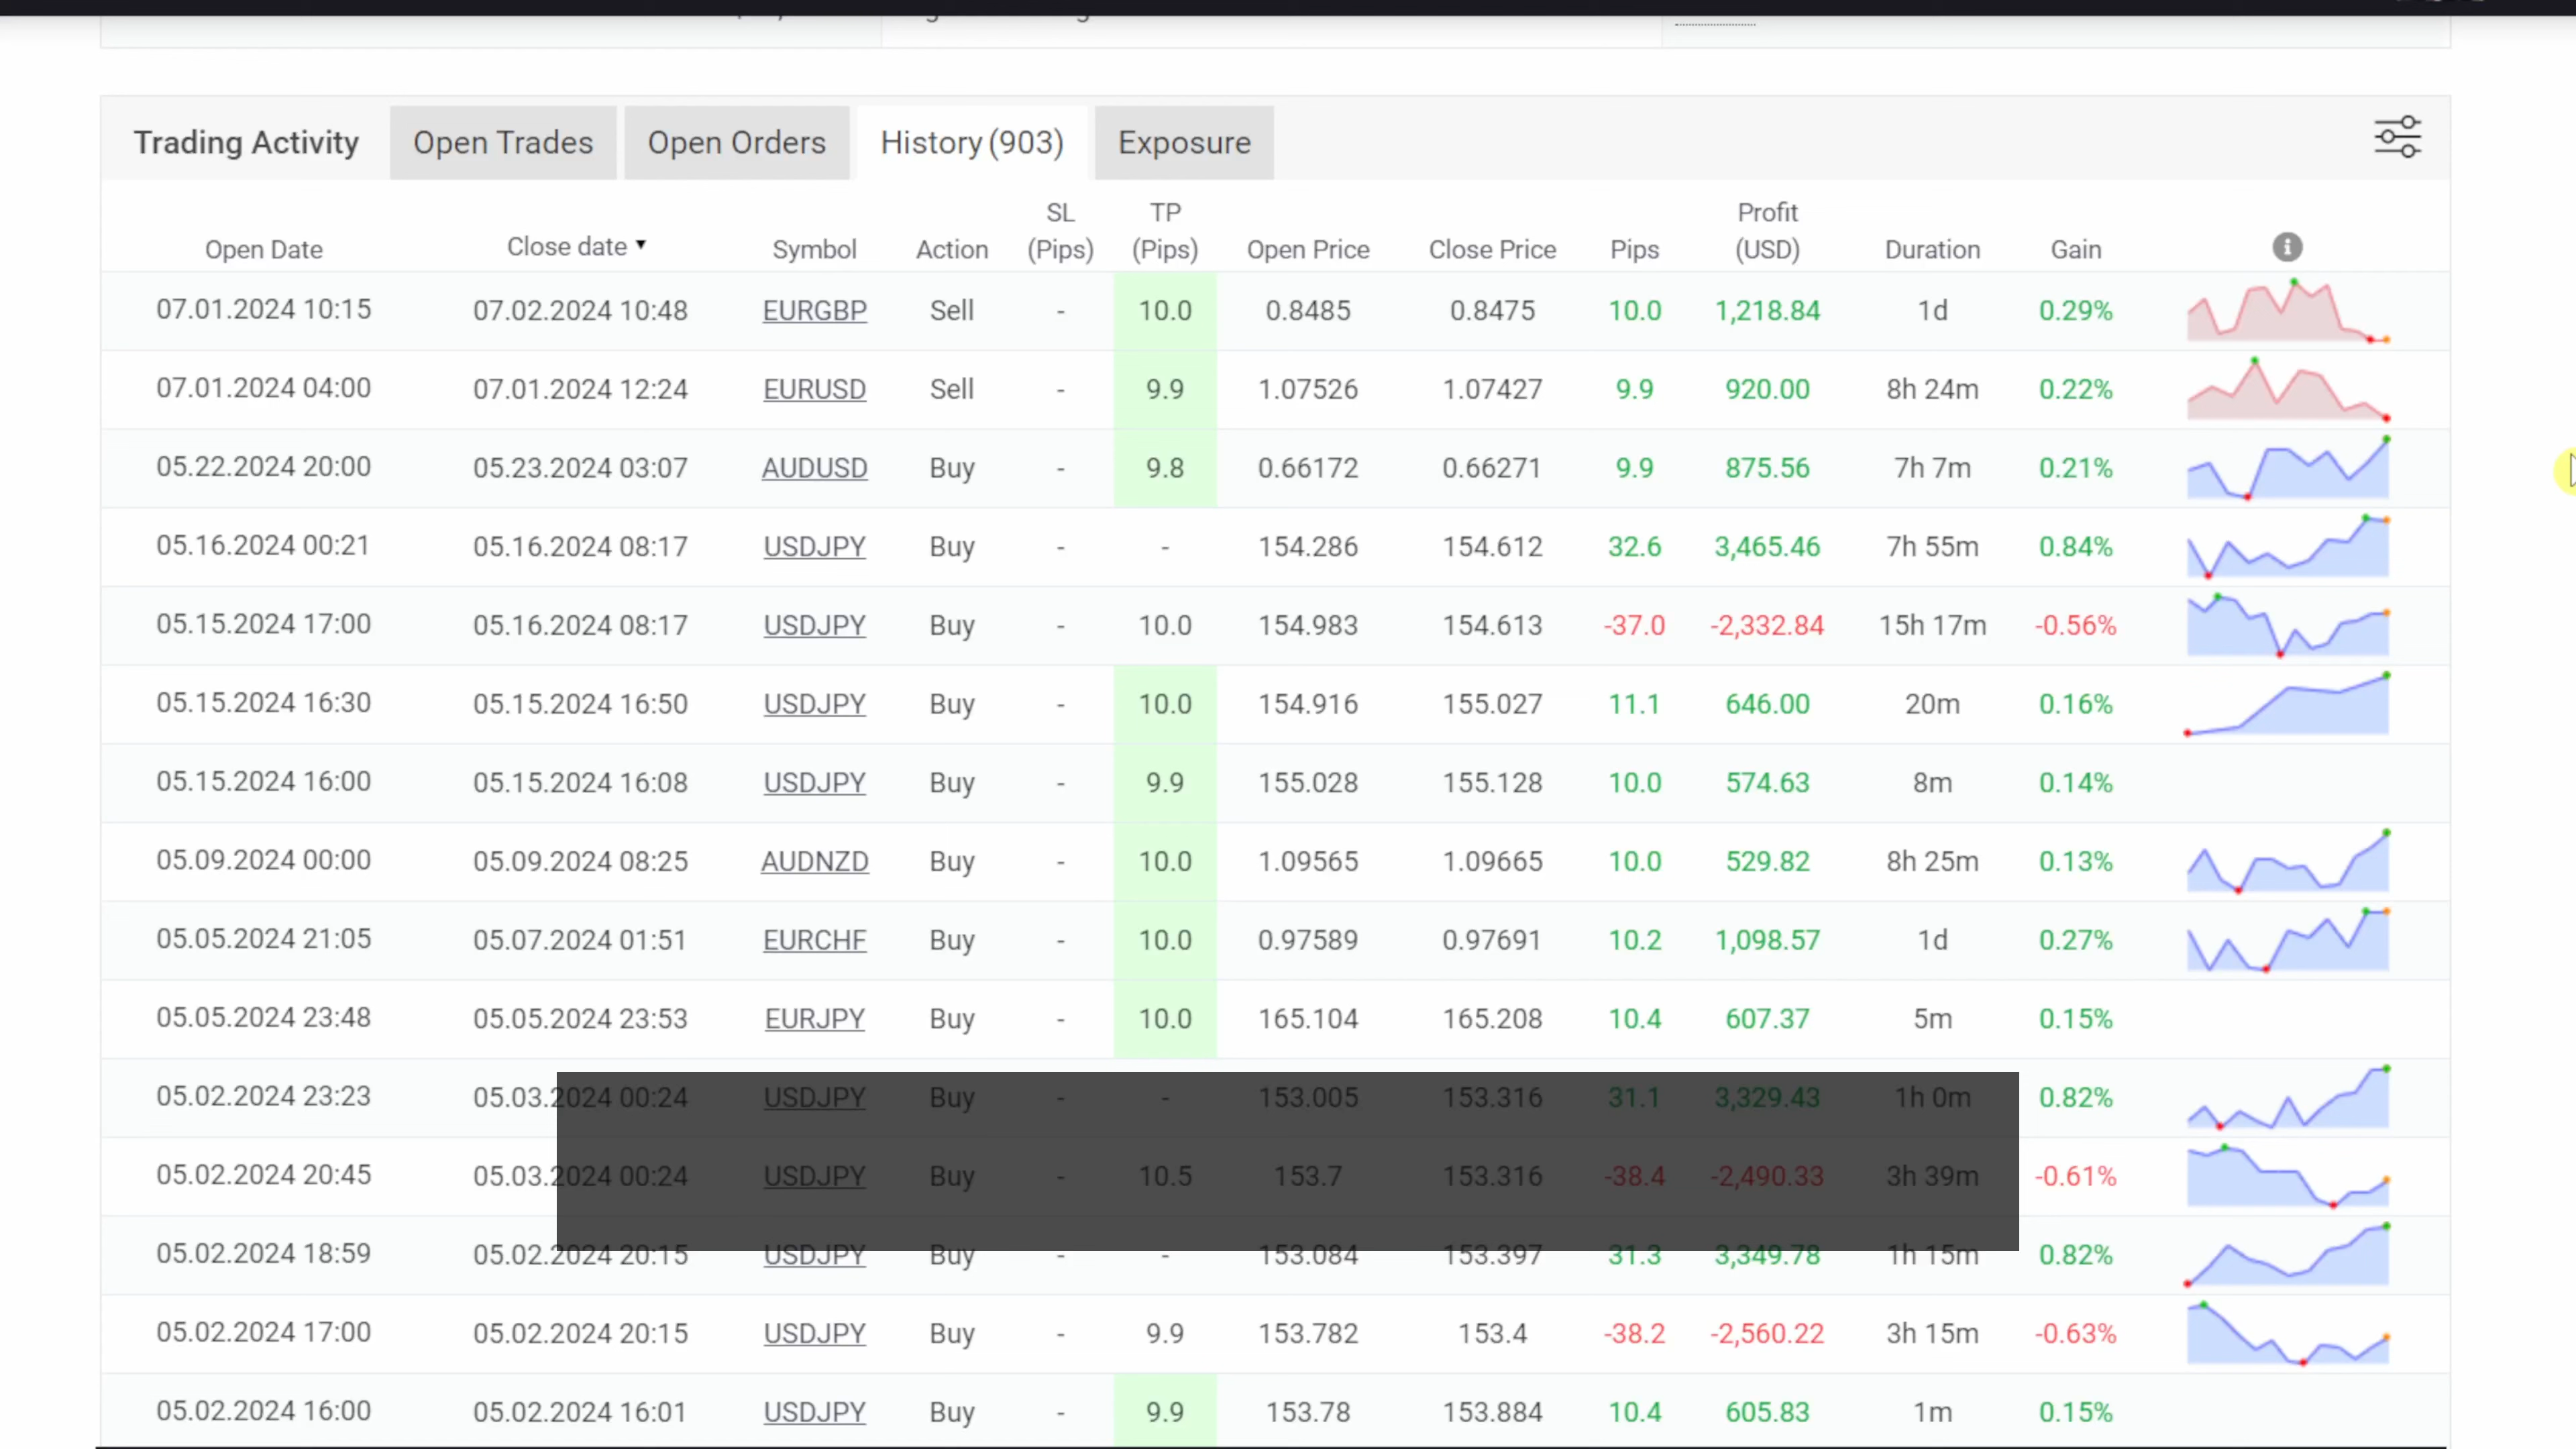 Trading Activity Open Trades Open Orders History (903) Exposure
Open Date Close date ▼ Symbol Action SL (Pips) TP (Pips) Open Price Close Price Pips Profit (USD) Duration Gain
07.01.2024 10:15 07.02.2024 10:48 EURGBP Sell - 10.0 0.8485 0.8475 10.0 1,218.84 1d 0.29%
07.01.2024 04:00 07.01.2024 12:24 EURUSD Sell - 9.9 1.07526 1.07427 9.9 920.00 8h 24m 0.22%
05.22.2024 20:00 05.23.2024 03:07 AUDUSD Buy - 9.8 0.66172 0.66271 9.9 875.56 7h 7m 0.21%
05.16.2024 00:21 05.16.2024 08:17 USDJPY Buy - - 154.286 154.612 32.6 3,465.46 7h 55m 0.84%
05.15.2024 17:00 05.16.2024 08:17 USDJPY Buy - 10.0 154.983 154.613 -37.0 -2,332.84 15h 17m -0.56%
05.15.2024 16:30 05.15.2024 16:50 USDJPY Buy - 10.0 154.916 155.027 11.1 646.00 20m 0.16%
05.15.2024 16:00 05.15.2024 16:08 USDJPY Buy - 9.9 155.028 155.128 10.0 574.63 8m 0.14%
05.09.2024 00:00 05.09.2024 08:25 AUDNZD Buy - 10.0 1.09565 1.09665 10.0 529.82 8h 25m 0.13%
05.05.2024 21:05 05.07.2024 01:51 EURCHF Buy - 10.0 0.97589 0.97691 10.2 1,098.57 1d 0.27%
05.05.2024 23:48 05.05.2024 23:53 EURJPY Buy - 10.0 165.104 165.208 10.4 607.37 5m 0.15%
05.02.2024 23:23 05.03.2024 00:24 USDJPY Buy - - 153.005 153.316 31.1 3,329.43 1h 0m 0.82%
05.02.2024 20:45 05.03.2024 00:24 USDJPY Buy - 10.5 153.7 153.316 -38.4 -2,490.33 3h 39m -0.61%
05.02.2024 18:59 05.02.2024 20:15 USDJPY Buy - - 153.084 153.397 31.3 3,349.78 1h 15m 0.82%
05.02.2024 17:00 05.02.2024 20:15 USDJPY Buy - 9.9 153.782 153.4 -38.2 -2,560.22 3h 15m -0.63%
05.02.2024 16:00 05.02.2024 16:01 USDJPY Buy - 9.9 153.78 153.884 10.4 605.83 1m 0.15%